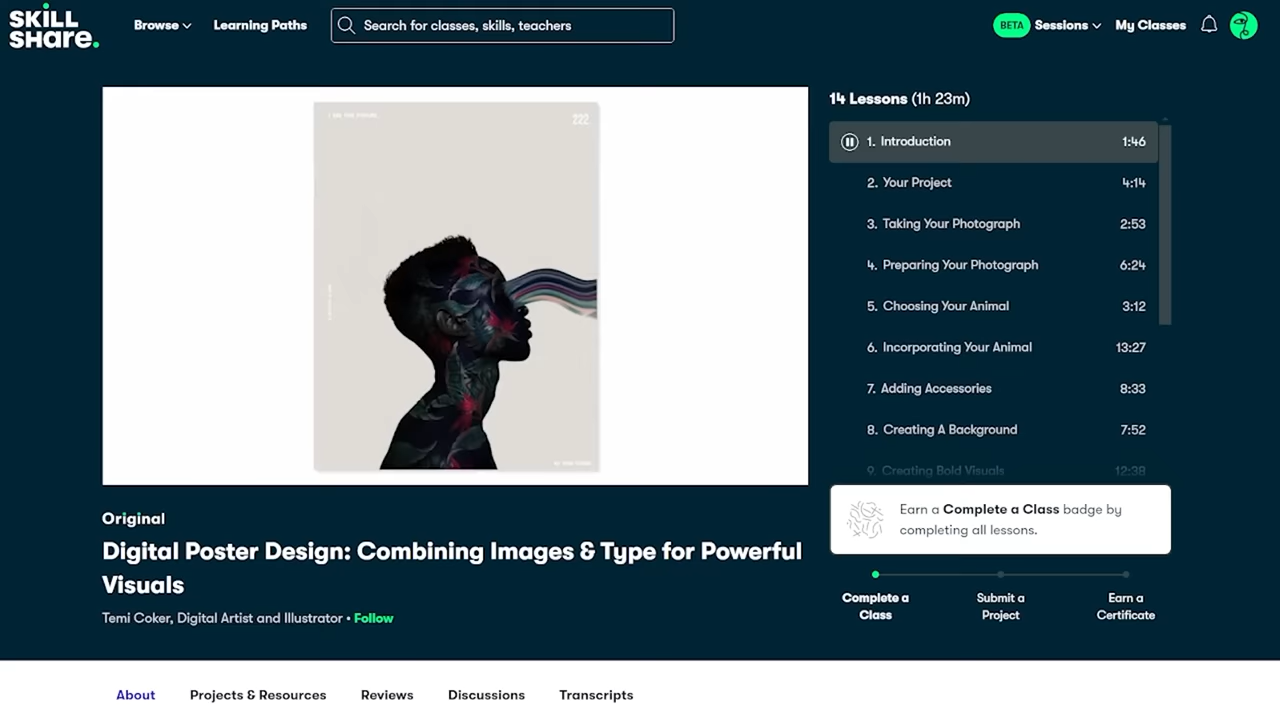 SKILL
SHARE.
Browse
Learning Paths
Search for classes, skills, teachers
BETA
Sessions
My Classes
222
14 Lessons (1h 23m)
1. Introduction 1:46
2. Your Project 4:14
3. Taking Your Photograph 2:53
4. Preparing Your Photograph 6:24
5. Choosing Your Animal 3:12
6. Incorporating Your Animal 13:27
7. Adding Accessories 8:33
8. Creating A Background 7:52
9. Creating Bold Visuals 12:38
Earn a Complete a Class badge by
completing all lessons.
Complete a
Class
Submit a
Project
Earn a
Certificate
Original
Digital Poster Design: Combining Images & Type for Powerful
Visuals
Temi Coker, Digital Artist and Illustrator • Follow
About
Projects & Resources
Reviews
Discussions
Transcripts